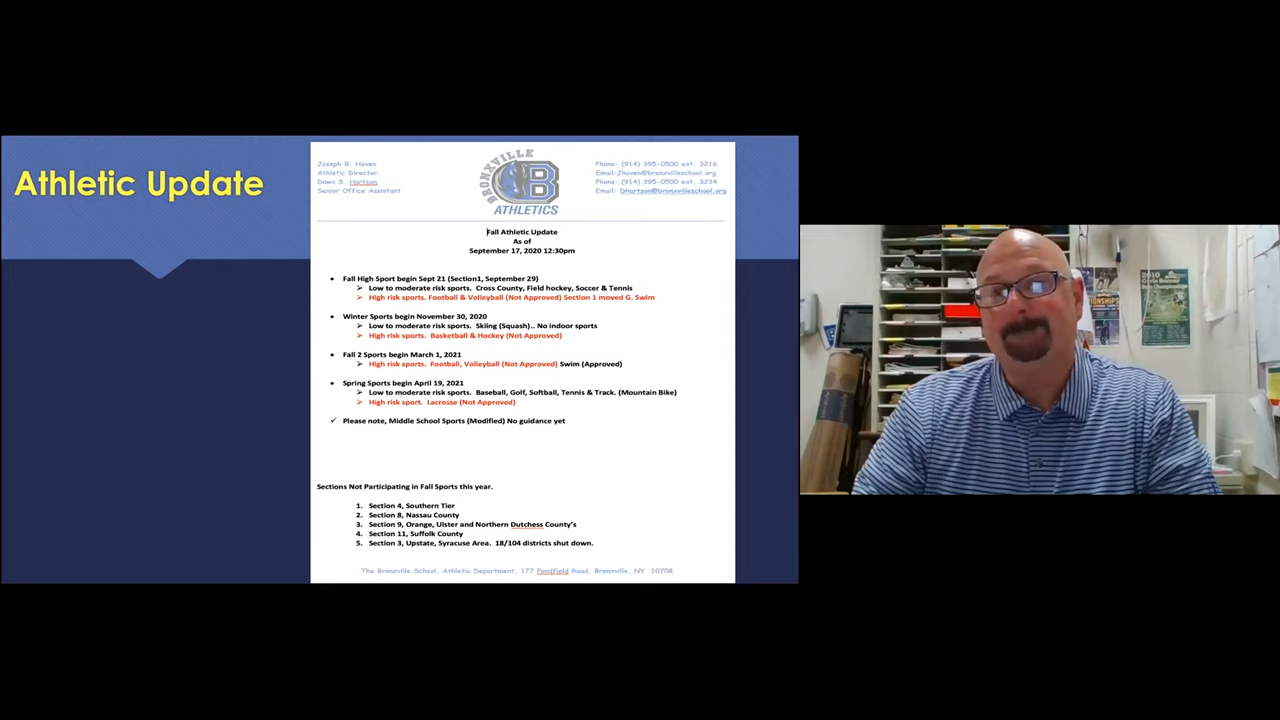 Athletic Update
Joseph R. Haven
Athletic Director
Dawn S. Hartson
Senior Office Assistant
BRONXVILLE
B
ATHLETICS
Phone: (914) 395-0500 ext. 3216
Email:Jhaven@bronxvilleschool.org
Phone: (914) 395-0500 ext. 3234
Email: Dhartson@bronxvilleschool.org
Fall Athletic Update
As of
September 17, 2020 12:30pm
• Fall High Sport begin Sept 21 (Section1, September 29)
➢ Low to moderate risk sports. Cross County, Field hockey, Soccer & Tennis
➢ High risk sports. Football & Volleyball (Not Approved) Section 1 moved G. Swim
• Winter Sports begin November 30, 2020
➢ Low to moderate risk sports. Skiing (Squash).. No indoor sports
➢ High risk sports. Basketball & Hockey (Not Approved)
• Fall 2 Sports begin March 1, 2021
➢ High risk sports. Football, Volleyball (Not Approved) Swim (Approved)
• Spring Sports begin April 19, 2021
➢ Low to moderate risk sports. Baseball, Golf, Softball, Tennis & Track. (Mountain Bike)
➢ High risk sport. Lacrosse (Not Approved)
✓ Please note, Middle School Sports (Modified) No guidance yet
Sections Not Participating in Fall Sports this year.
1. Section 4, Southern Tier
2. Section 8, Nassau County
3. Section 9, Orange, Ulster and Northern Dutchess County's
4. Section 11, Suffolk County
5. Section 3, Upstate, Syracuse Area. 18/104 districts shut down.
The Bronxville School. Athletic Department, 177 Pondfield Road, Bronxville, NY 10708
2010